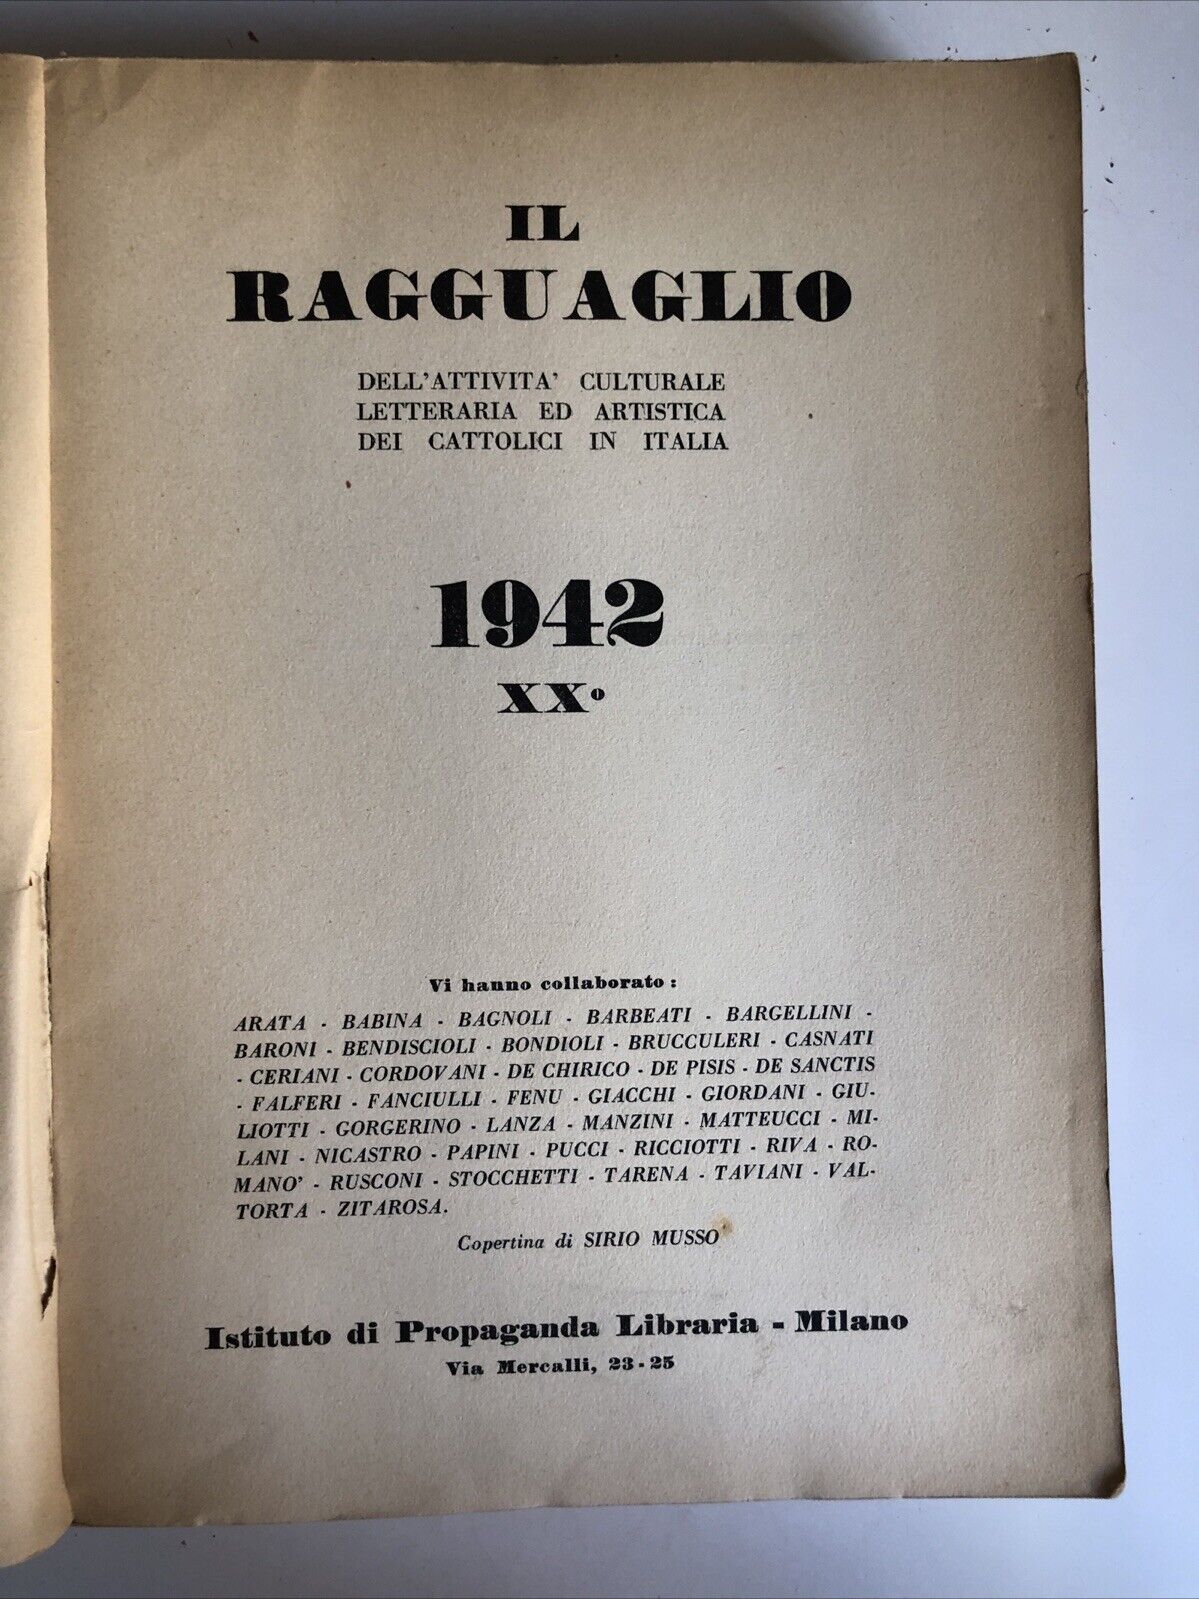 IL
RAGGUAGLIO
DELL'ATTIVITA' CULTURALE
LETTERARIA ED ARTISTICA
DEI CATTOLICI IN ITALIA
1942
XX°
Vi hanno collaborato :
ARATA - BABINA - BAGNOLI - BARBEATI - BARGELLINI -
BARONI - BENDISCIOLI - BONDIOLI - BRUCCULERI - CASNATI
- CERIANI - CORDOVANI - DE CHIRICO - DE PISIS - DE SANCTIS
- FALFERI - FANCIULLI - FENU - GIACCHI - GIORDANI - GIU-
LIOTTI - GORGERINO - LANZA - MANZINI - MATTEUCCI - MI-
LANI - NICASTRO - PAPINI - PUCCI - RICCIOTTI - RIVA - RO-
MANO' - RUSCONI - STOCCHETTI - TARENA - TAVIANI - VAL-
TORTA - ZITAROSA.
Copertina di SIRIO MUSSO
Istituto di Propaganda Libraria - Milano
Via Mercalli, 23 - 25